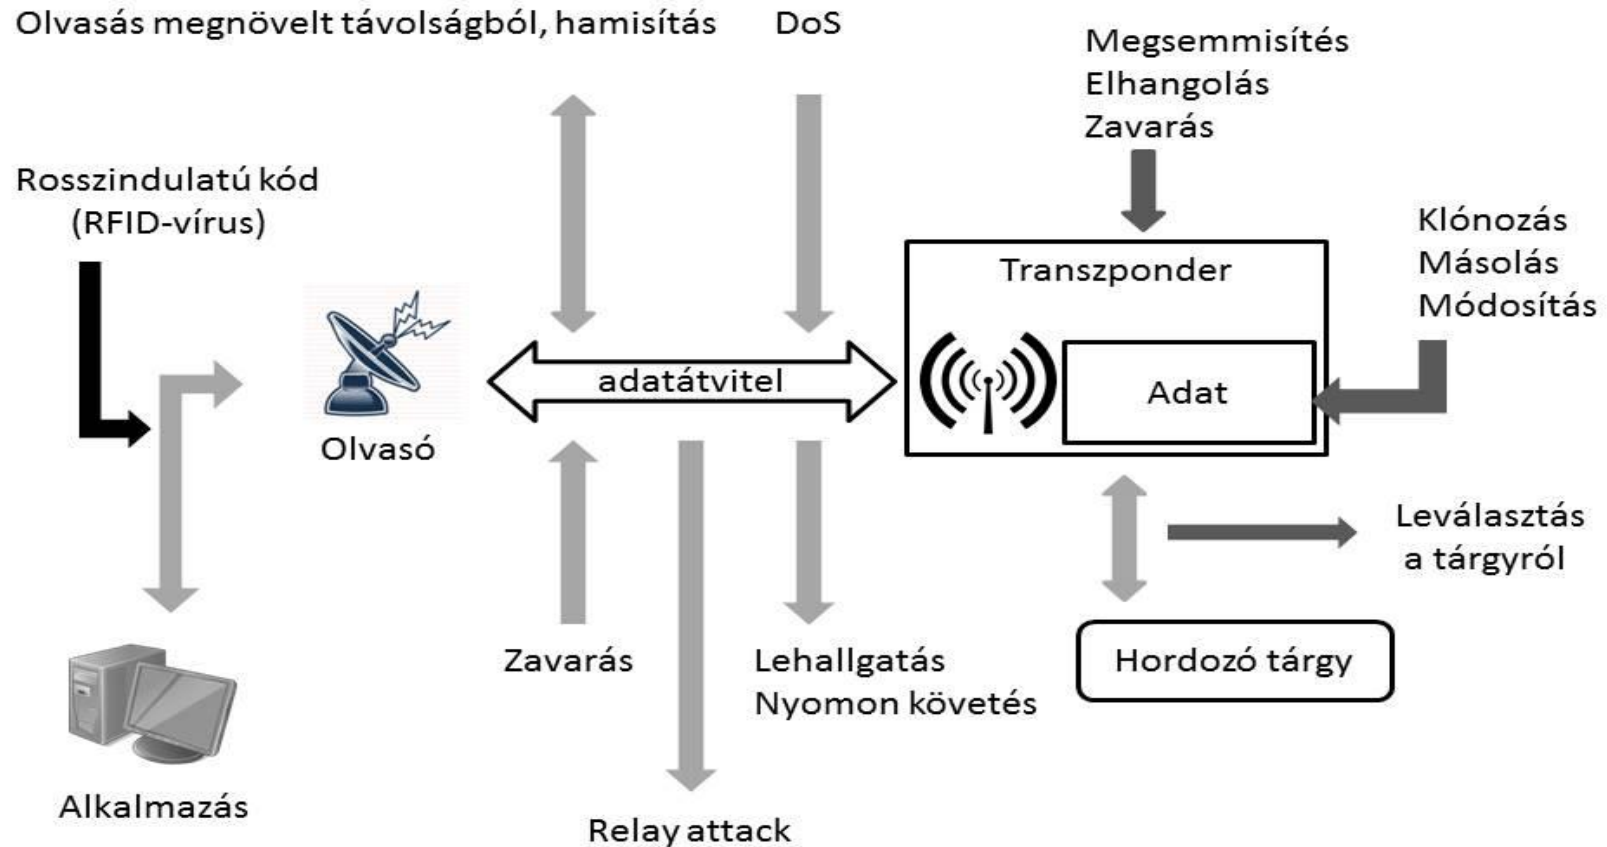 Olvasás megnövelt távolságból, hamisítás
DoS
Megsemmisítés
Elhangolás
Zavarás
Rosszindulatú kód
(RFID-vírus)
Klónozás
Másolás
Módosítás
Transzponder
adatátvitel
Adat
Olvasó
Leválasztás
a tárgyról
Zavarás
Lehallgatás
Nyomon követés
Hordozó tárgy
Alkalmazás
Relay attack